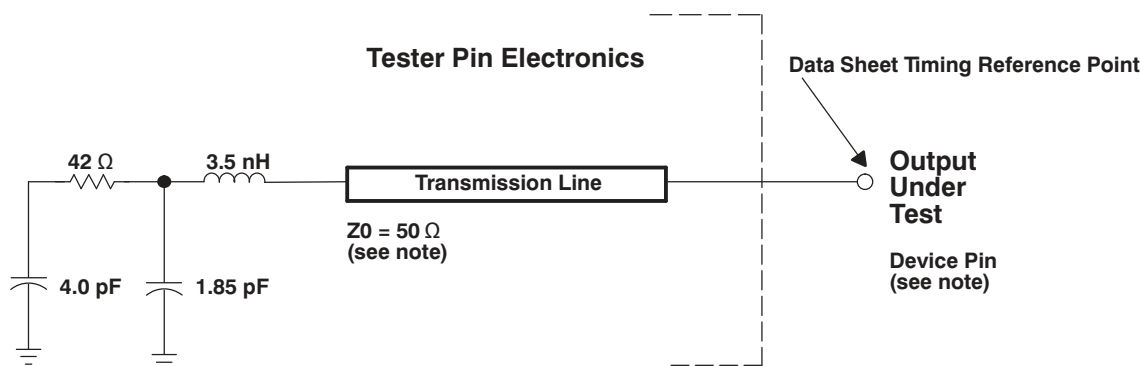 Tester Pin Electronics
Data Sheet Timing Reference Point
42 Ω
3.5 nH
Transmission Line
Output
Under
Test
Z0 = 50 Ω
(see note)
Device Pin
(see note)
4.0 pF
1.85 pF